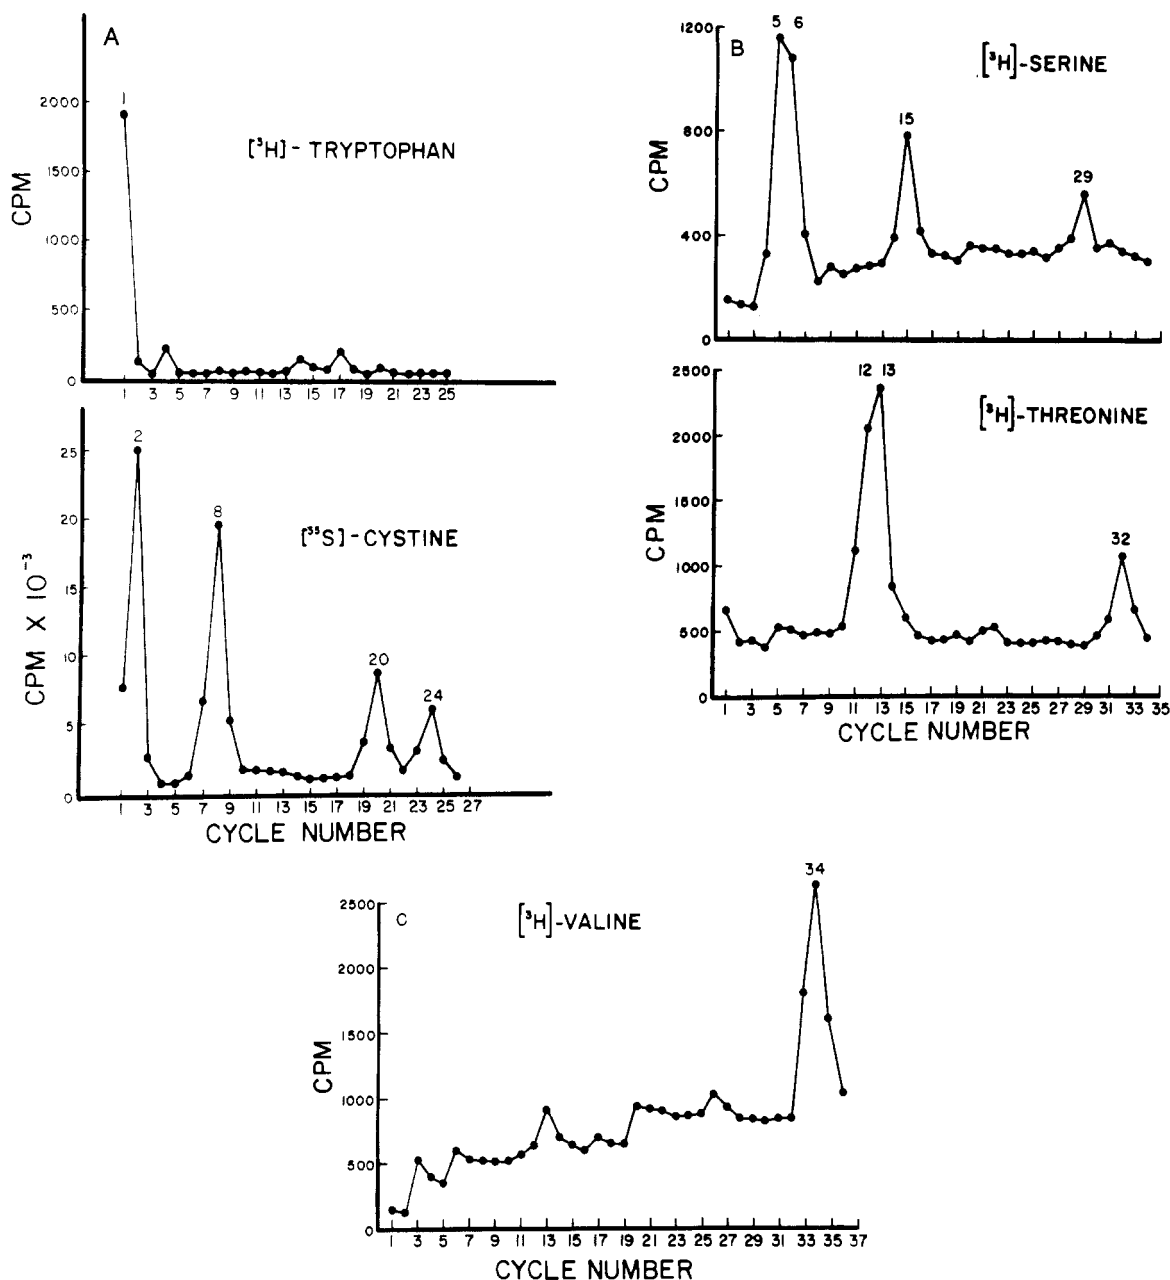 A
[³H] - TRYPTOPHAN
1
CPM
2000
1500
1000
500
0
1 3 5 7 9 11 13 15 17 19 21 23 25
[³⁵S] - CYSTINE
2
8
20
24
CPM X 10⁻³
25
20
15
10
5
0
1 3 5 7 9 11 13 15 17 19 21 23 25 27
CYCLE NUMBER
B
[³H]-SERINE
5 6
15
29
CPM
1200
800
400
0
[³H]-THREONINE
12 13
32
CPM
2500
2000
1500
1000
500
0
1 3 5 7 9 11 13 15 17 19 21 23 25 27 29 31 33 35
CYCLE NUMBER
C
[³H]-VALINE
34
CPM
2500
2000
1500
1000
500
0
1 3 5 7 9 11 13 15 17 19 21 23 25 27 29 31 33 35 37
CYCLE NUMBER